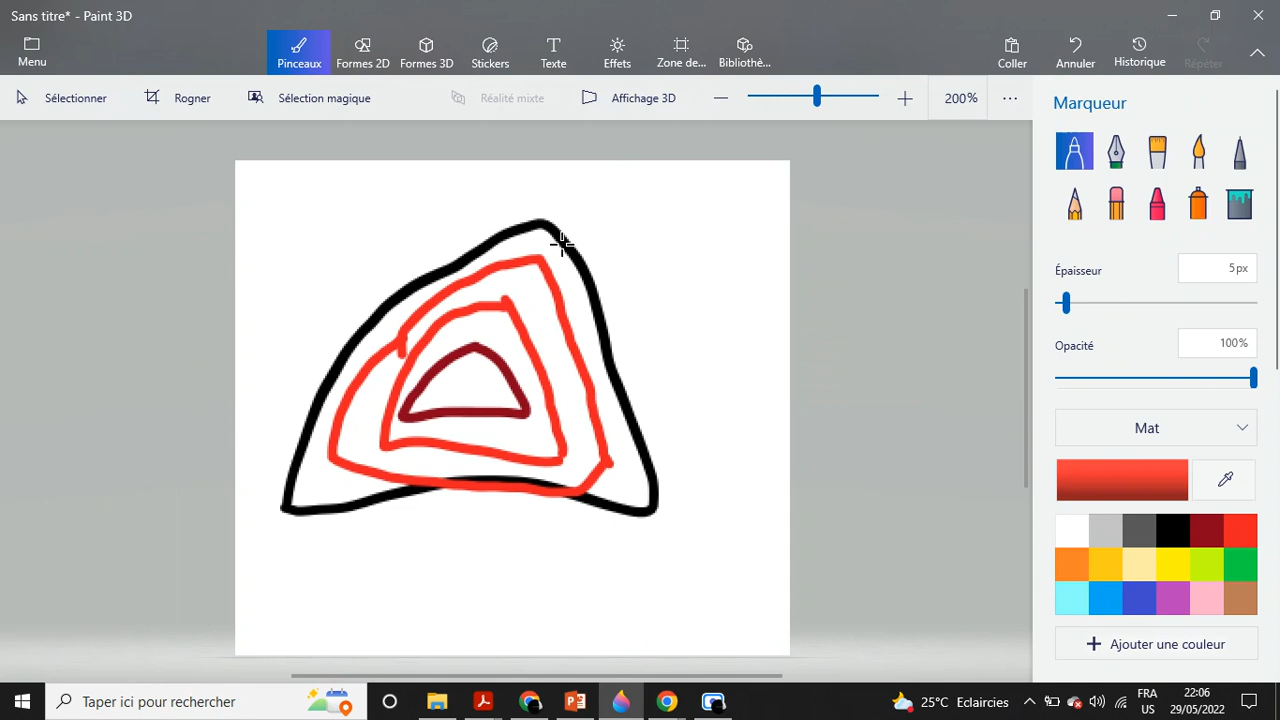 Sans titre* - Paint 3D
Menu
Pinceaux
Formes 2D
Formes 3D
Stickers
Texte
Effets
Zone de...
Bibliothè...
Coller
Annuler
Historique
Répéter
Sélectionner
Rogner
Sélection magique
Réalité mixte
Affichage 3D
200%
Marqueur
Épaisseur
5px
Opacité
100%
Mat
Ajouter une couleur
Taper ici pour rechercher
25°C Eclaircies
FRA
US
22:06
29/05/2022